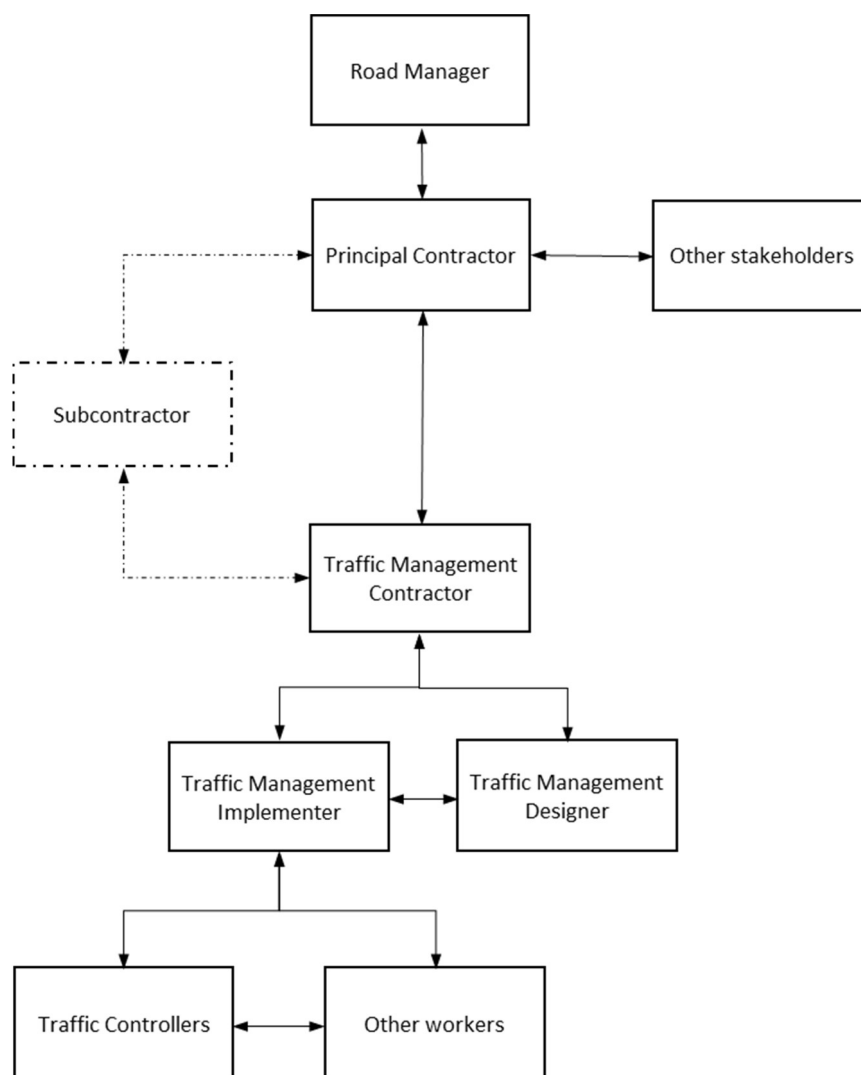 Road Manager
Principal Contractor
Other stakeholders
Subcontractor
Traffic Management
Contractor
Traffic Management
Implementer
Traffic Management
Designer
Traffic Controllers
Other workers